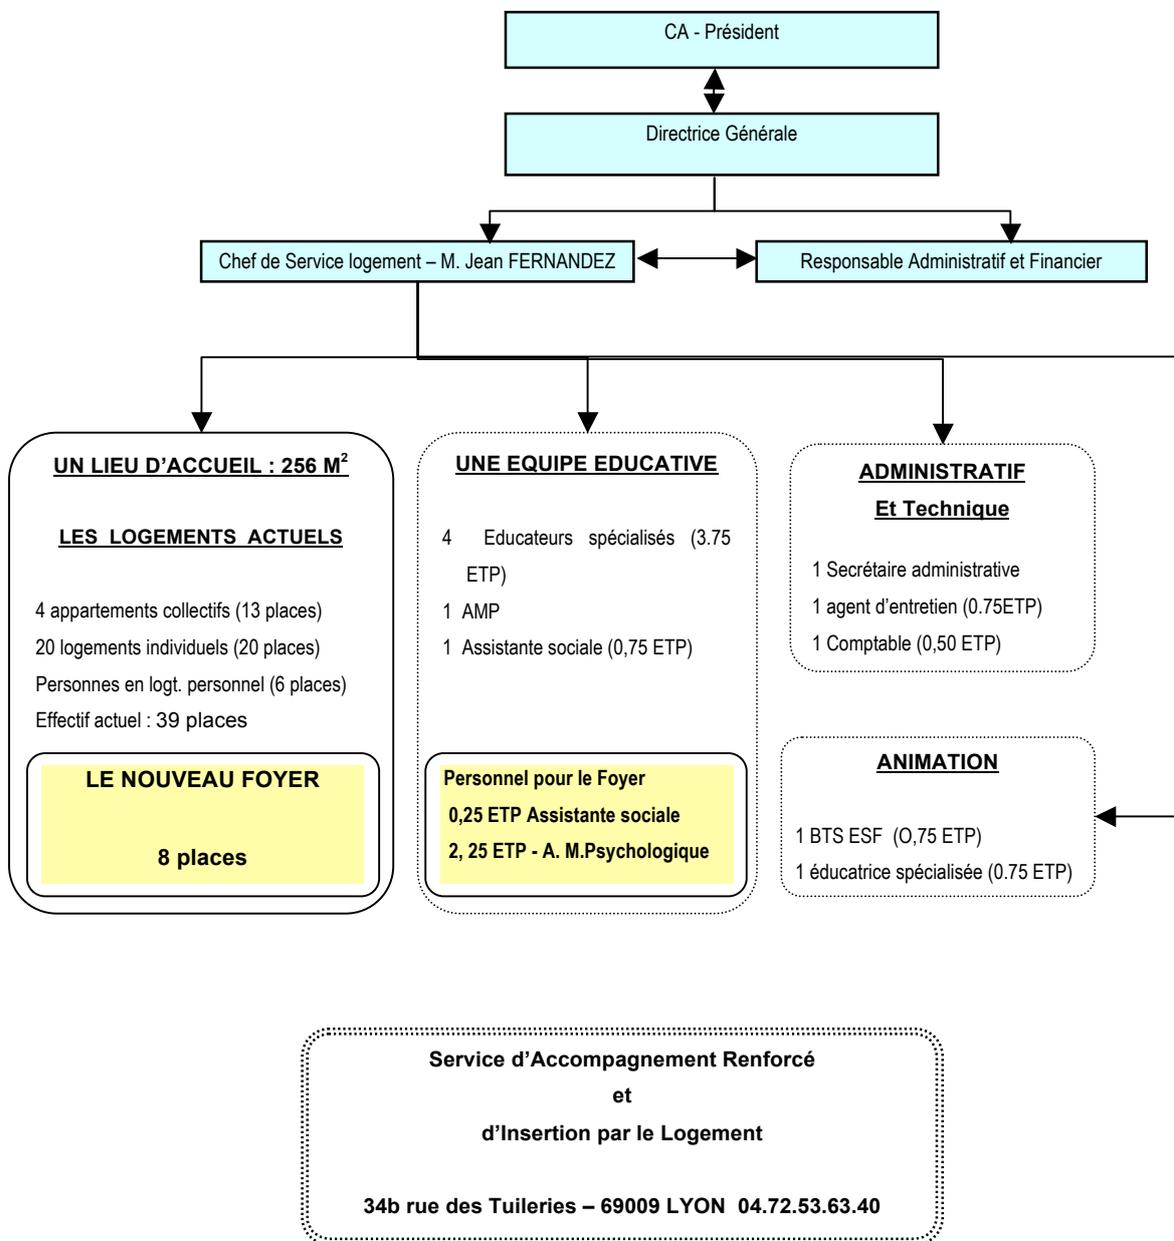 CA - Président
Directrice Générale
Chef de Service logement – M. Jean FERNANDEZ
Responsable Administratif et Financier
UN LIEU D’ACCUEIL : 256 M²
LES LOGEMENTS ACTUELS
4 appartements collectifs (13 places)
20 logements individuels (20 places)
Personnes en logt. personnel (6 places)
Effectif actuel : 39 places
LE NOUVEAU FOYER
8 places
UNE EQUIPE EDUCATIVE
4 Educateurs spécialisés (3.75
ETP)
1 AMP
1 Assistante sociale (0,75 ETP)
Personnel pour le Foyer
0,25 ETP Assistante sociale
2, 25 ETP - A. M.Psychologique
ADMINISTRATIF
Et Technique
1 Secrétaire administrative
1 agent d’entretien (0.75ETP)
1 Comptable (0,50 ETP)
ANIMATION
1 BTS ESF (O,75 ETP)
1 éducatrice spécialisée (0.75 ETP)
Service d’Accompagnement Renforcé
et
d’Insertion par le Logement
34b rue des Tuileries – 69009 LYON 04.72.53.63.40